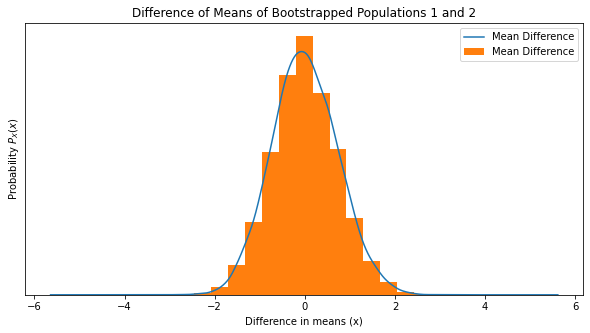 Difference of Means of Bootstrapped Populations 1 and 2
Mean Difference
Mean Difference
Probability P_X(x)
−6 −4 −2 0 2 4 6
Difference in means (x)